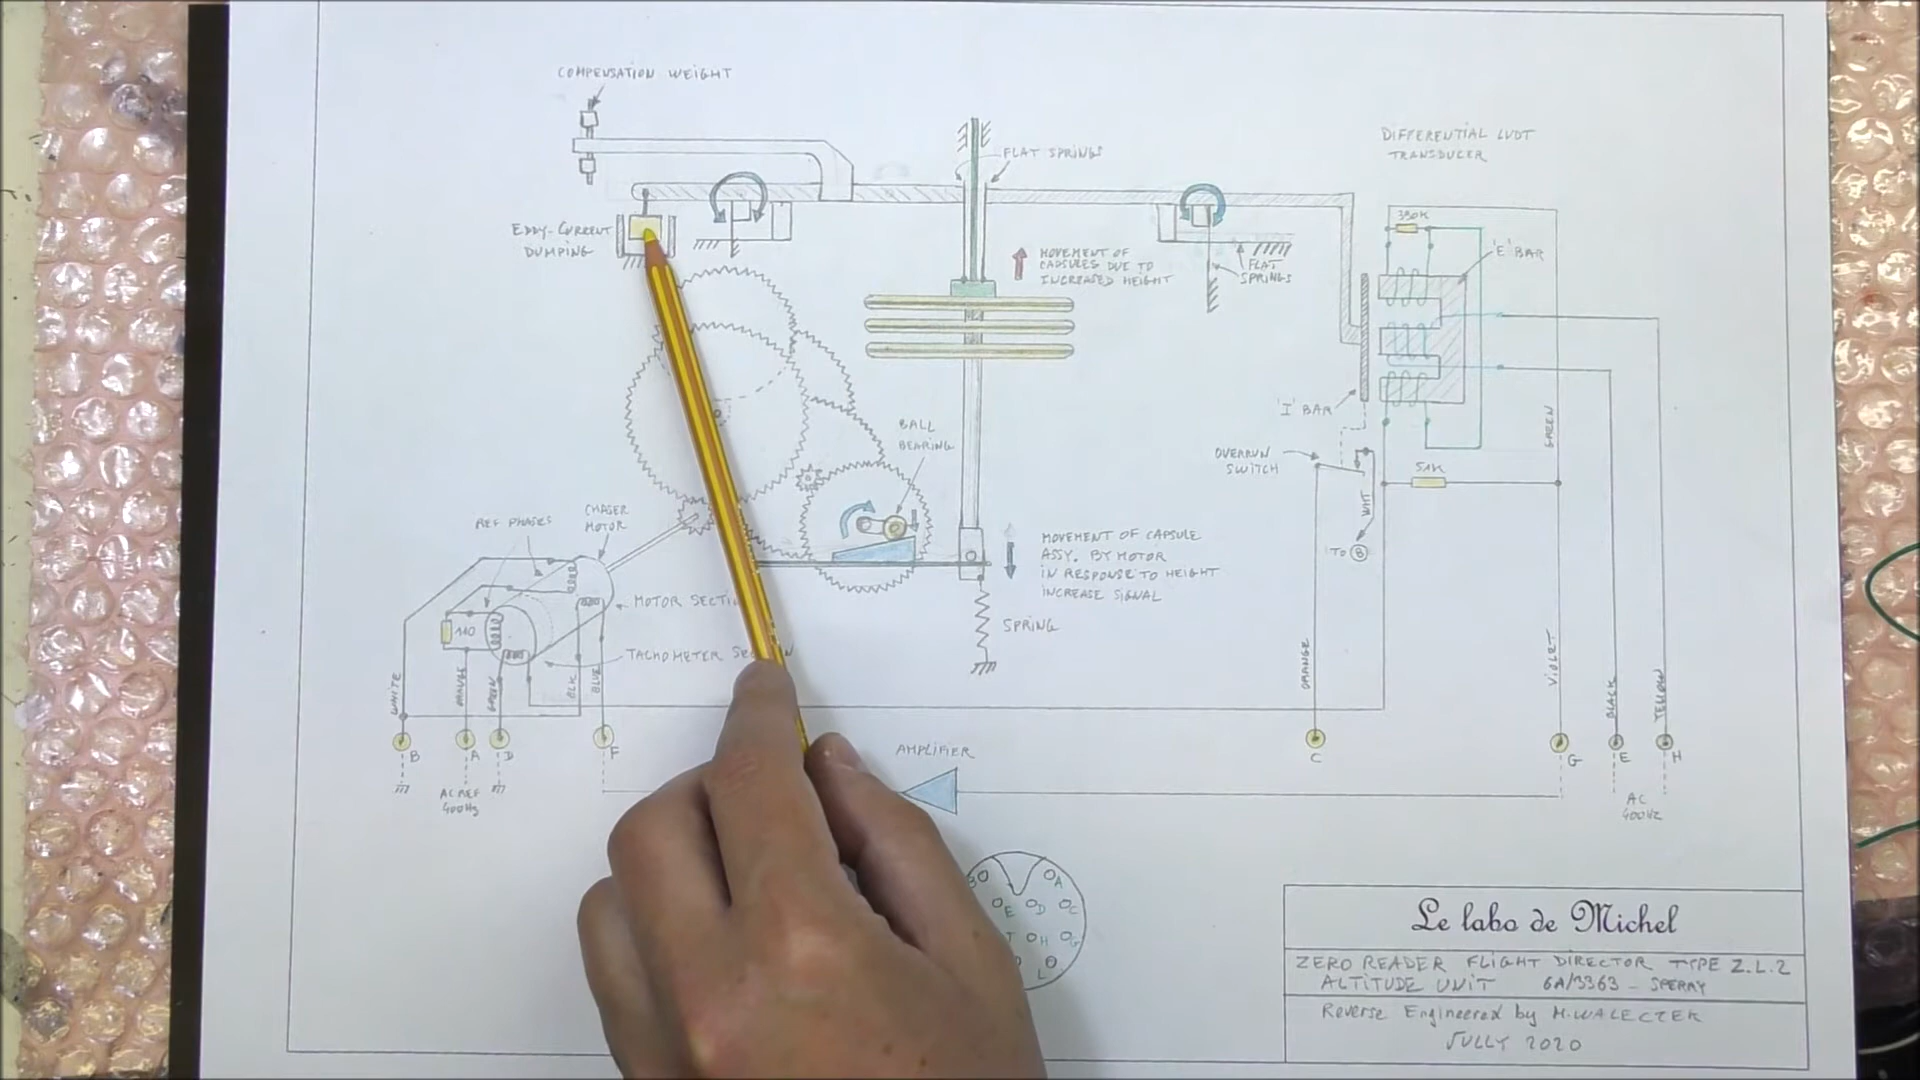 COMPENSATION WEIGHT
DIFFERENTIAL LVDT
TRANSDUCER
FLAT SPRINGS
EDDY-CURRENT
DUMPING
MOVEMENT OF
CAPSULES DUE TO
INCREASED HEIGHT
FLAT
SPRINGS
390K
'E' BAR
'I' BAR
BALL
BEARING
OVERRUN
SWITCH
51K
GREEN
WHT
TO B
REF PHASES
CHASER
MOTOR
MOVEMENT OF CAPSULE
ASSY. BY MOTOR
IN RESPONSE TO HEIGHT
INCREASE SIGNAL
MOTOR SECTI
110
SPRING
TACHOMETER SE N
WHITE
ORANGE
GREEN
BLK
BLUE
ORANGE
VIOLET
BLACK
YELLOW
B
A
D
F
C
G
E
H
AC REF
400Hz
AMPLIFIER
AC
400HZ
B
A
E
D
C
H
G
L
Le labo de Michel
ZERO READER FLIGHT DIRECTOR TYPE Z.L.2
ALTITUDE UNIT 6A/3363 - SPERRY
Reverse Engineered by M.WALECZEK
JULLY 2020